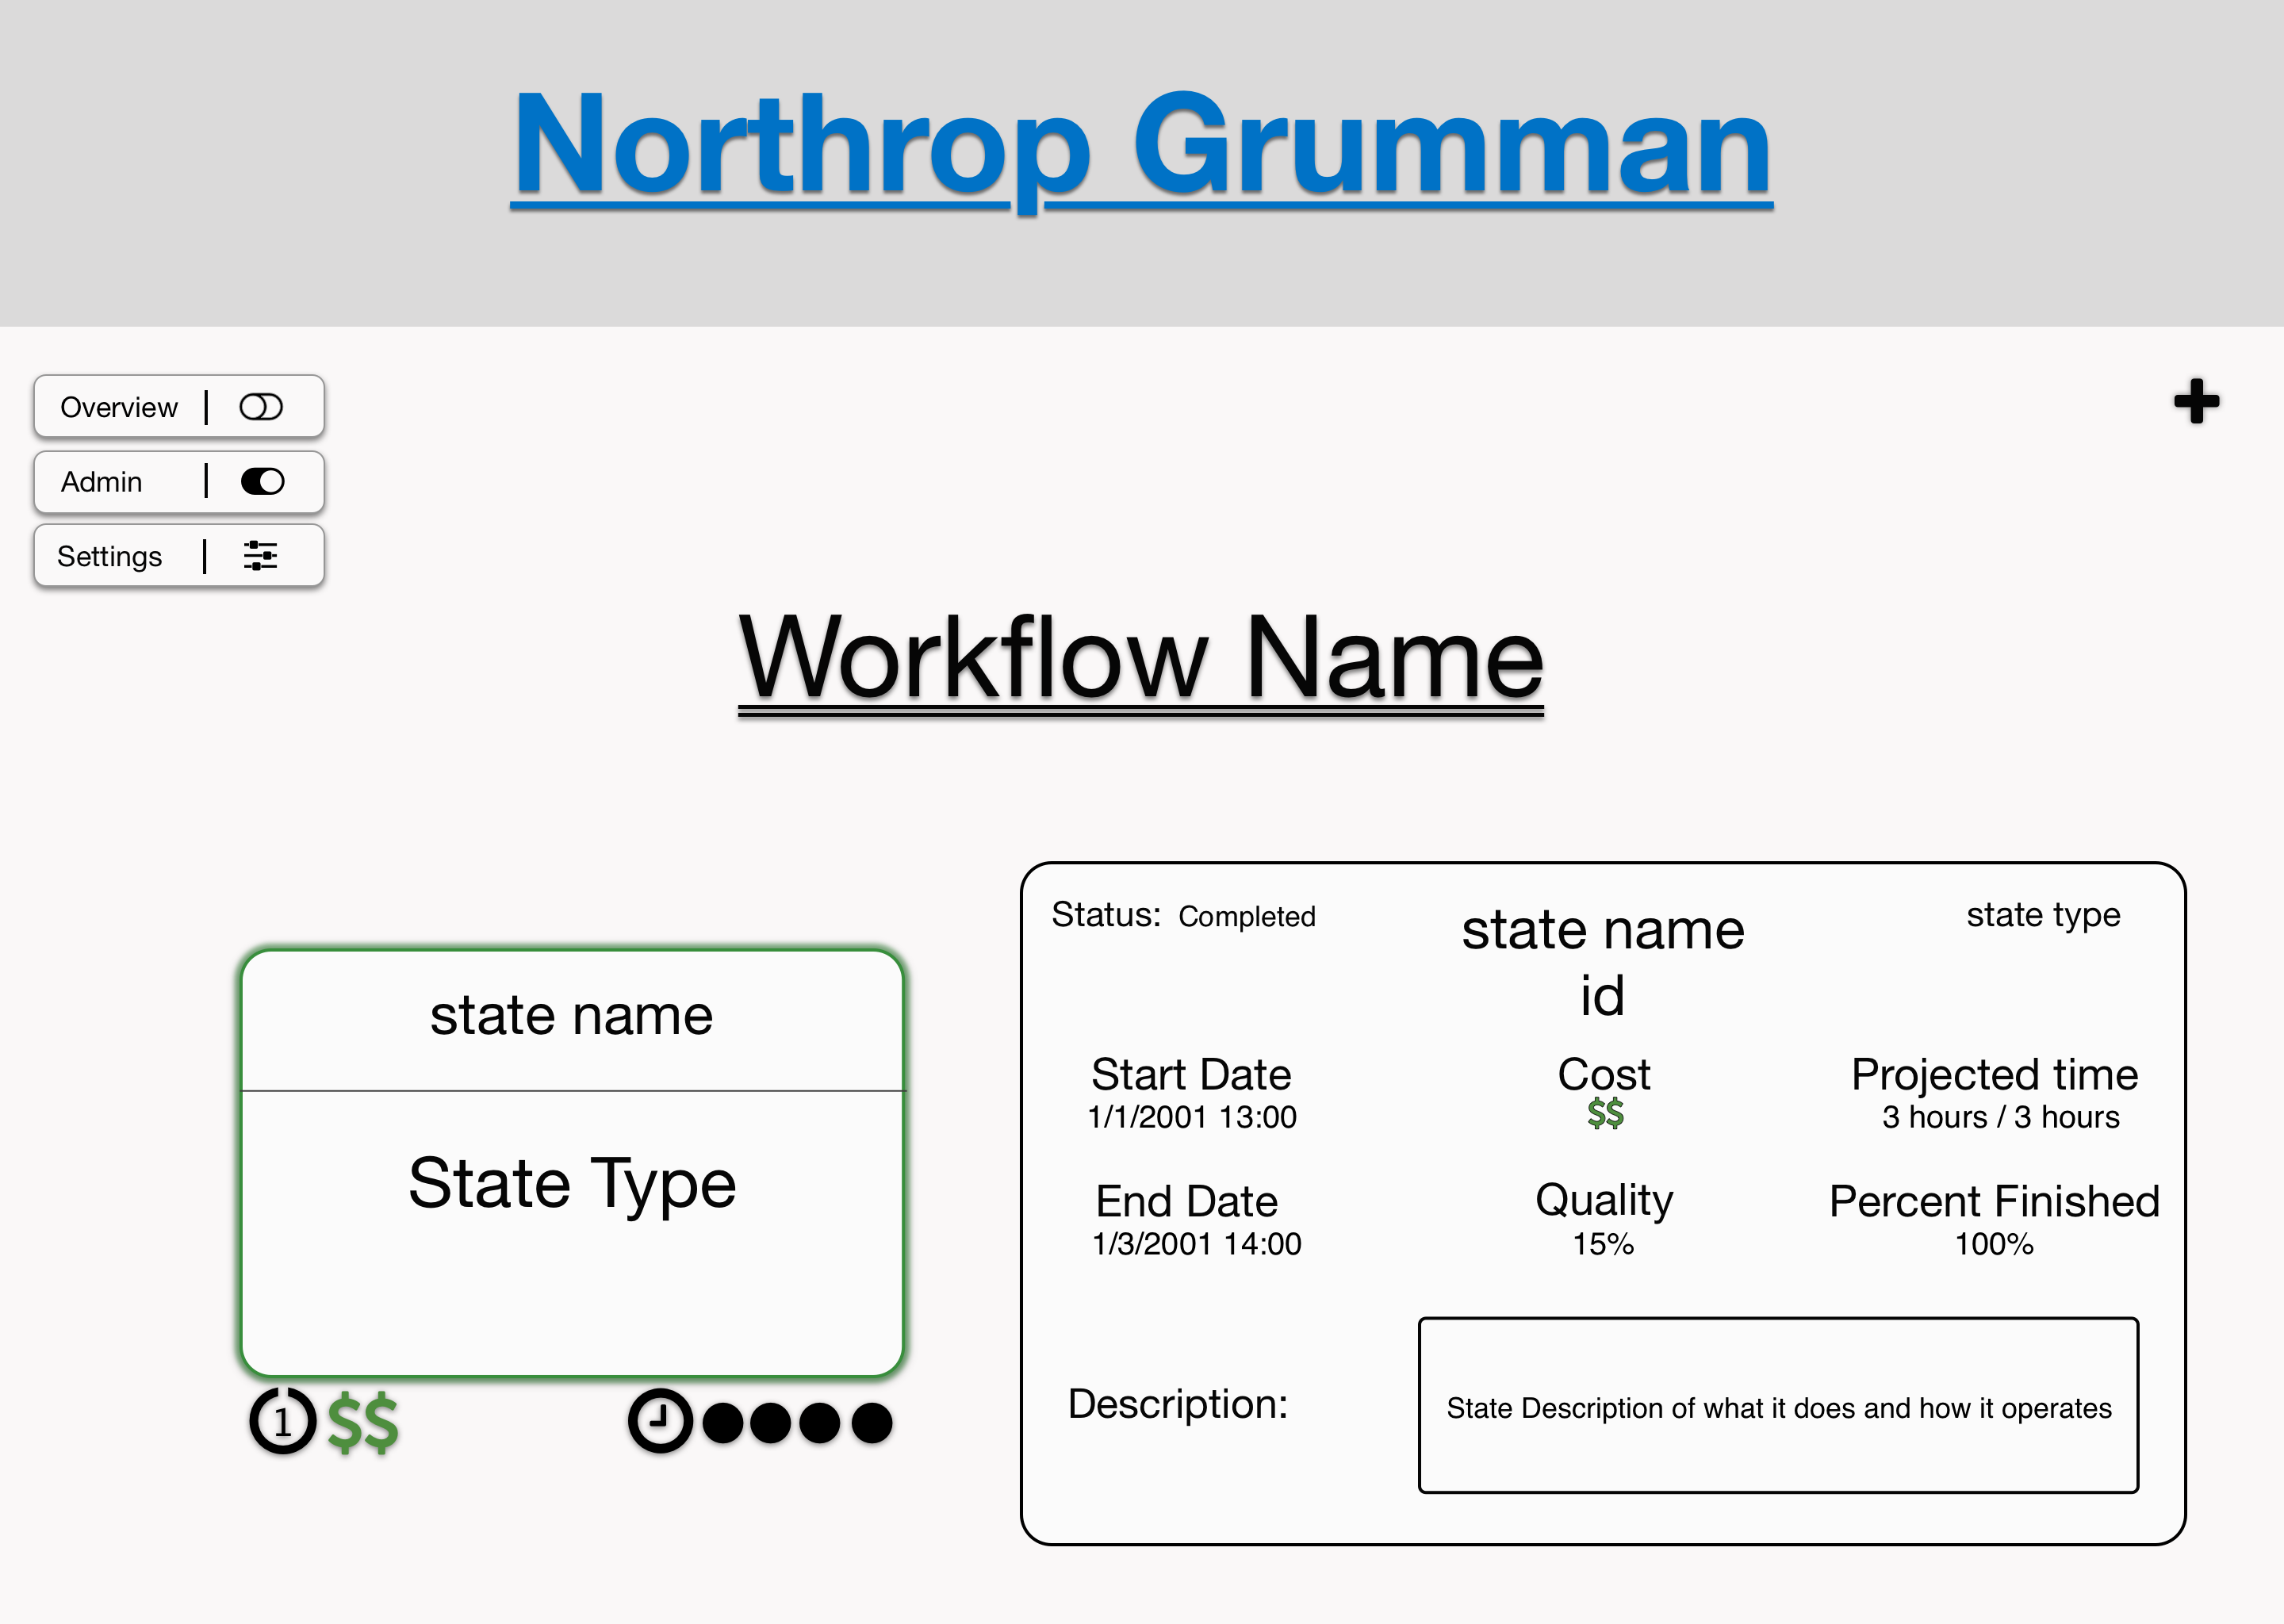 Northrop Grumman
Overview |
Admin |
Settings |
Workflow Name
state name
State Type
1 $$
Status: Completed
state name
id
state type
Start Date
1/1/2001 13:00
Cost
$$
Projected time
3 hours / 3 hours
End Date
1/3/2001 14:00
Quality
15%
Percent Finished
100%
Description:
State Description of what it does and how it operates